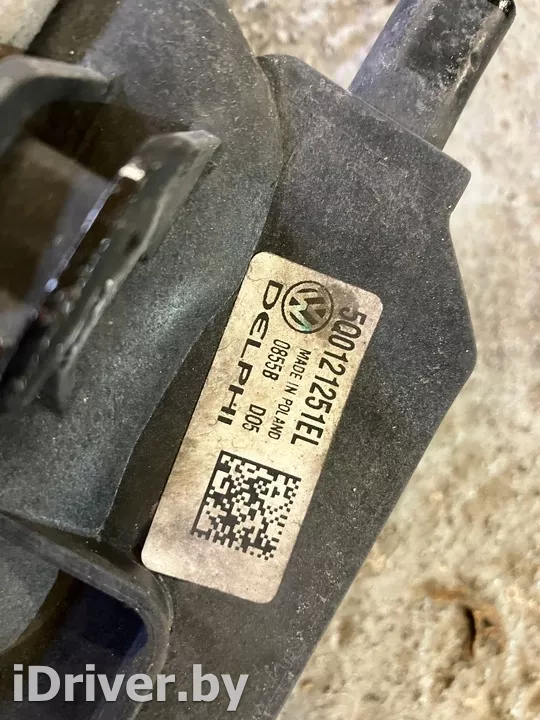 5Q0121251EL
DELPHI
MADE IN POLAND
08558 D05
iDriver.by